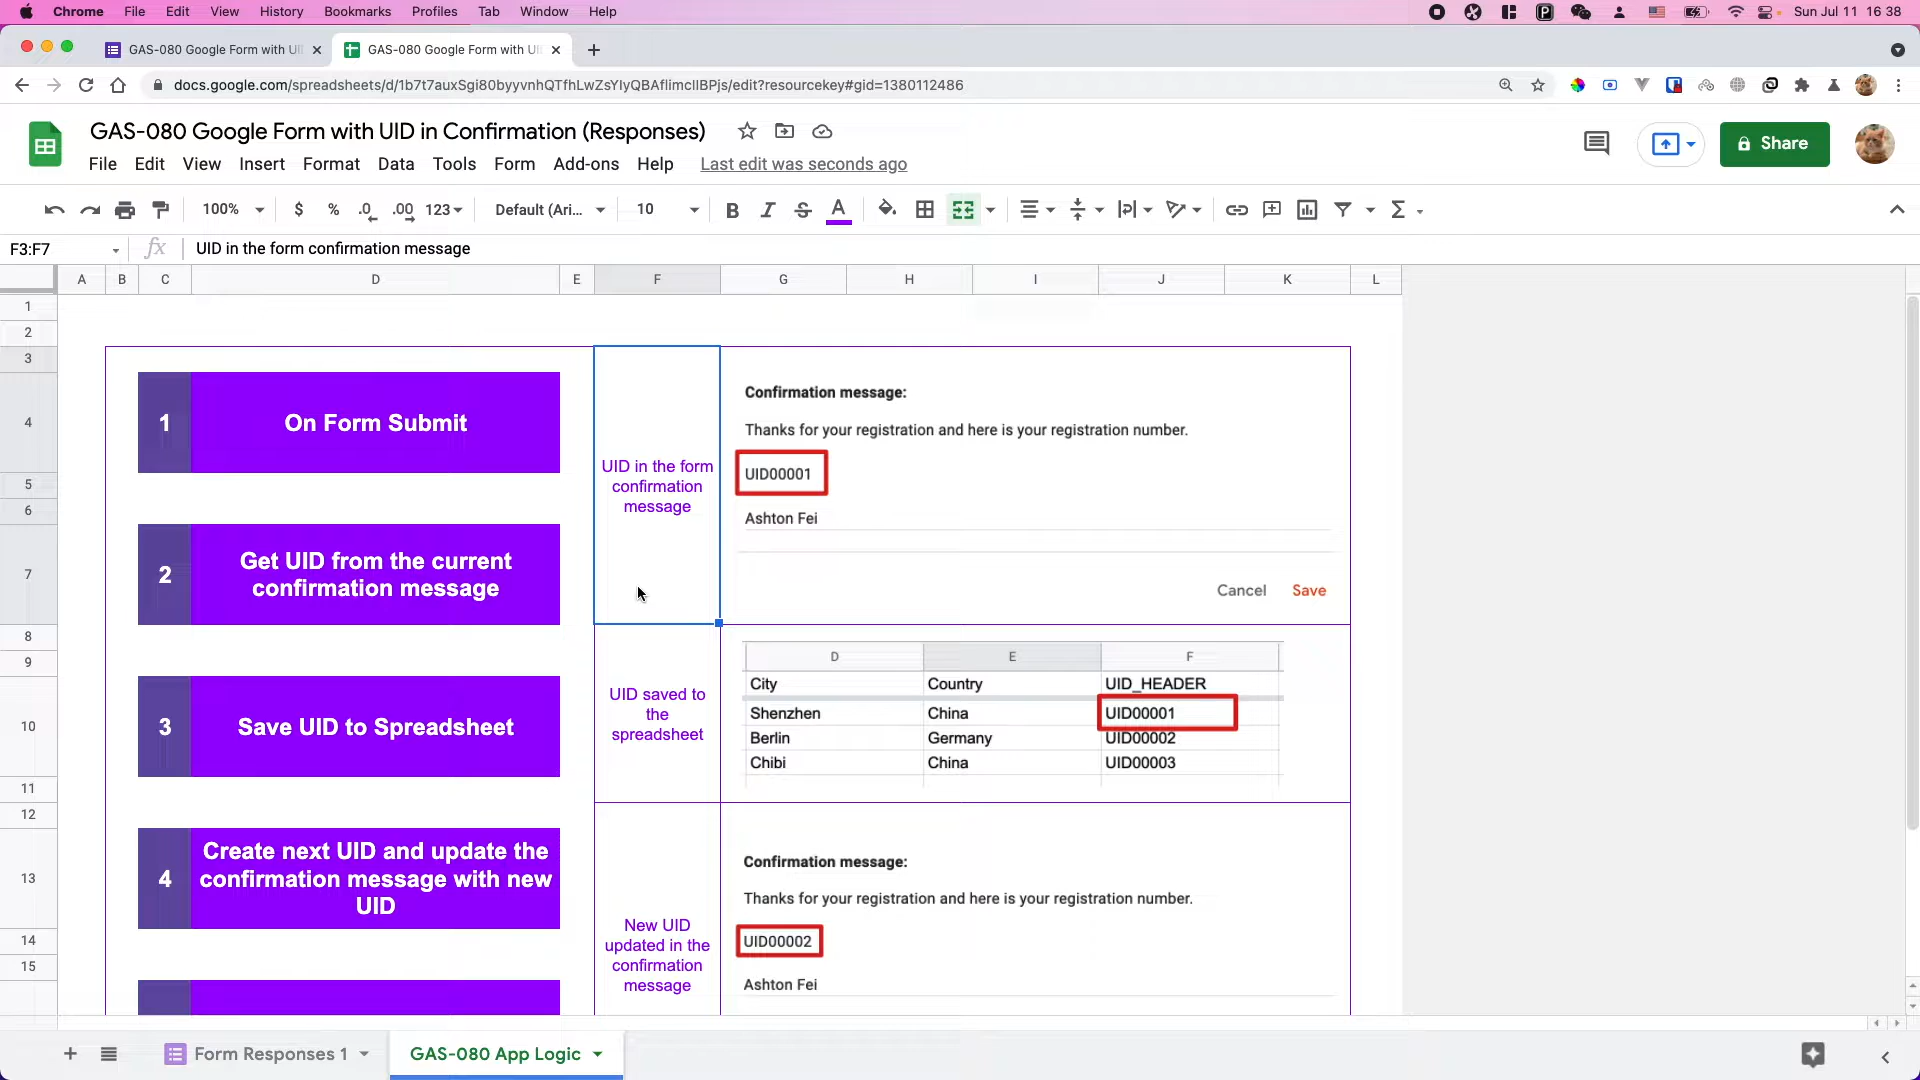 Chrome File Edit View History Bookmarks Profiles Tab Window Help Sun Jul 11 16 38
GAS-080 Google Form with UI
GAS-080 Google Form with UI
docs.google.com/spreadsheets/d/1b7t7auxSgi80byyvnhQTfhLwZsYIyQBAflimclIBPjs/edit?resourcekey#gid=1380112486
GAS-080 Google Form with UID in Confirmation (Responses)
File Edit View Insert Format Data Tools Form Add-ons Help Last edit was seconds ago
Share
100% $ % .0 .00 123 Default (Ari... 10 B I S A
F3:F7 fx UID in the form confirmation message
A B C D E F G H I J K L
1
2
3
4
5
6
7
8
9
10
11
12
13
14
15
1 On Form Submit
2 Get UID from the current
confirmation message
3 Save UID to Spreadsheet
4 Create next UID and update the
confirmation message with new
UID
UID in the form
confirmation
message
Confirmation message:
Thanks for your registration and here is your registration number.
UID00001
Ashton Fei
Cancel Save
UID saved to
the
spreadsheet
D E F
City Country UID_HEADER
Shenzhen China UID00001
Berlin Germany UID00002
Chibi China UID00003
New UID
updated in the
confirmation
message
Confirmation message:
Thanks for your registration and here is your registration number.
UID00002
Ashton Fei
Form Responses 1
GAS-080 App Logic